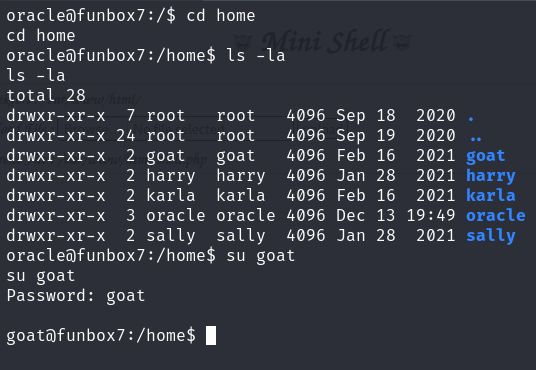 oracle@funbox7:/$ cd home
cd home
oracle@funbox7:/home$ ls -la
Mini Shell
ls -la
total 28
drwxr-xr-x  7 root   root   4096 Sep 18  2020 .
drwxr-xr-x 24 root   root   4096 Sep 19  2020 ..
drwxr-xr-x  2 goat   goat   4096 Feb 16  2021 goat
drwxr-xr-x  2 harry  harry  4096 Jan 28  2021 harry
drwxr-xr-x  2 karla  karla  4096 Feb 16  2021 karla
drwxr-xr-x  3 oracle oracle 4096 Dec 13 19:49 oracle
drwxr-xr-x  2 sally  sally  4096 Jan 28  2021 sally
oracle@funbox7:/home$ su goat
su goat
Password: goat
goat@funbox7:/home$